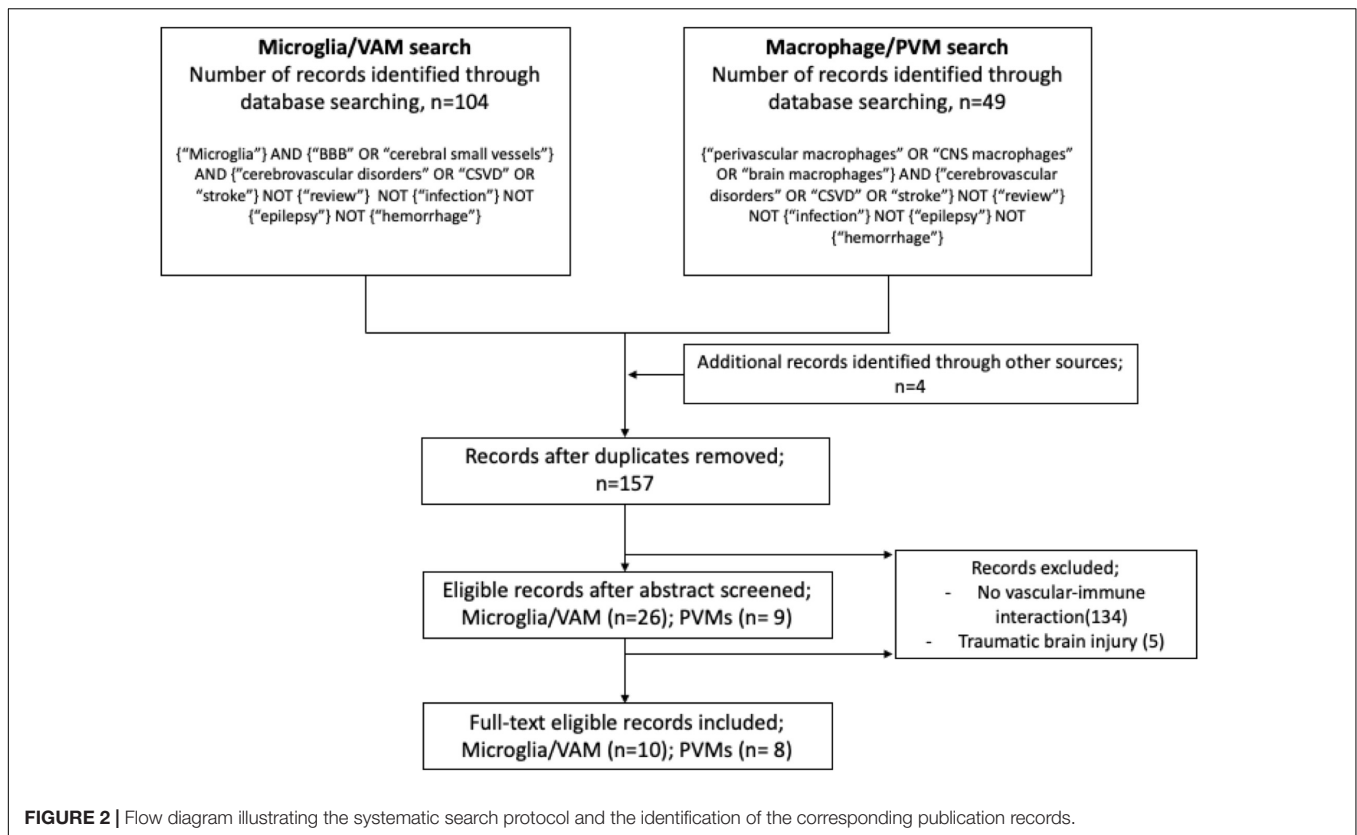 Microglia/VAM search
Number of records identified through
database searching, n=104
{“Microglia”} AND {“BBB” OR “cerebral small vessels”}
AND {“cerebrovascular disorders” OR “CSVD” OR
“stroke”} NOT {“review”}  NOT {“infection”} NOT
{“epilepsy”} NOT {“hemorrhage”}
Macrophage/PVM search
Number of records identified through
database searching, n=49
{“perivascular macrophages” OR “CNS macrophages”
OR “brain macrophages”} AND {“cerebrovascular
disorders” OR “CSVD” OR “stroke”} NOT {“review”}
NOT {“infection”} NOT {“epilepsy”} NOT
{“hemorrhage”}
Additional records identified through other sources;
n=4
Records after duplicates removed;
n=157
Eligible records after abstract screened;
Microglia/VAM (n=26); PVMs (n= 9)
Records excluded;
- No vascular-immune
interaction(134)
- Traumatic brain injury (5)
Full-text eligible records included;
Microglia/VAM (n=10); PVMs (n= 8)
FIGURE 2 | Flow diagram illustrating the systematic search protocol and the identification of the corresponding publication records.